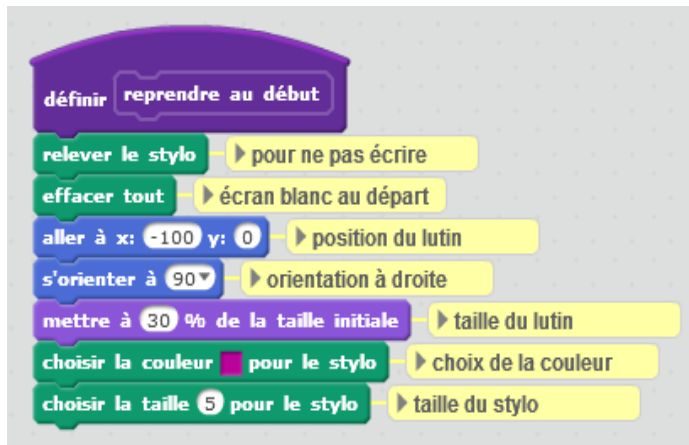 définir reprendre au début
relever le stylo pour ne pas écrire
effacer tout écran blanc au départ
aller à x: -100 y: 0 position du lutin
s'orienter à 90 orientation à droite
mettre à 30 % de la taille initiale taille du lutin
choisir la couleur pour le stylo choix de la couleur
choisir la taille 5 pour le stylo taille du stylo